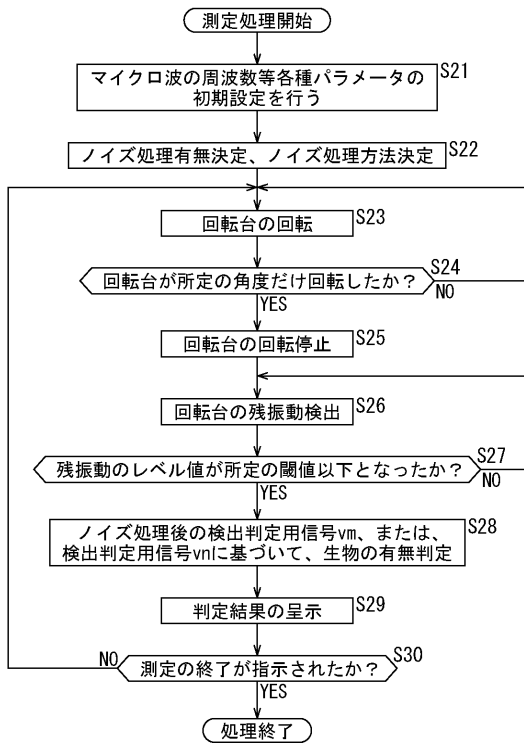 測定処理開始
S21
マイクロ波の周波数等各種パラメータの
初期設定を行う
S22
ノイズ処理有無決定、ノイズ処理方法決定
S23
回転台の回転
S24
回転台が所定の角度だけ回転したか？
NO
YES
S25
回転台の回転停止
S26
回転台の残振動検出
S27
残振動のレベル値が所定の閾値以下となったか？
NO
YES
S28
ノイズ処理後の検出判定用信号vm、または、
検出判定用信号vnに基づいて、生物の有無判定
S29
判定結果の呈示
S30
NO
測定の終了が指示されたか？
YES
処理終了